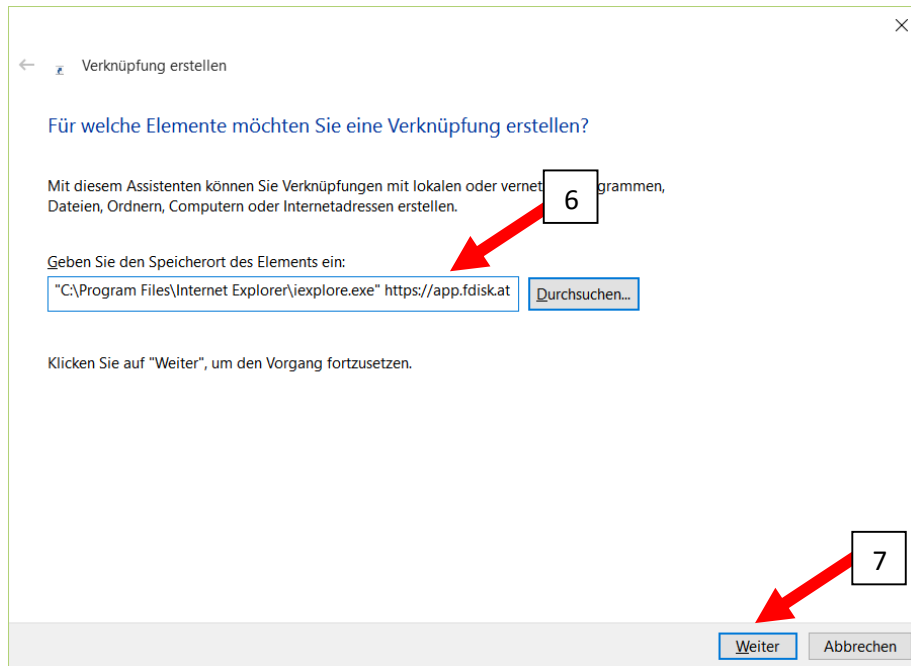 Verknüpfung erstellen
Für welche Elemente möchten Sie eine Verknüpfung erstellen?
Mit diesem Assistenten können Sie Verknüpfungen mit lokalen oder vernet grammen,
6
Dateien, Ordnern, Computern oder Internetadressen erstellen.
Geben Sie den Speicherort des Elements ein:
"C:\Program Files\Internet Explorer\iexplore.exe" https://app.fdisk.at
Durchsuchen...
Klicken Sie auf "Weiter", um den Vorgang fortzusetzen.
7
Weiter Abbrechen